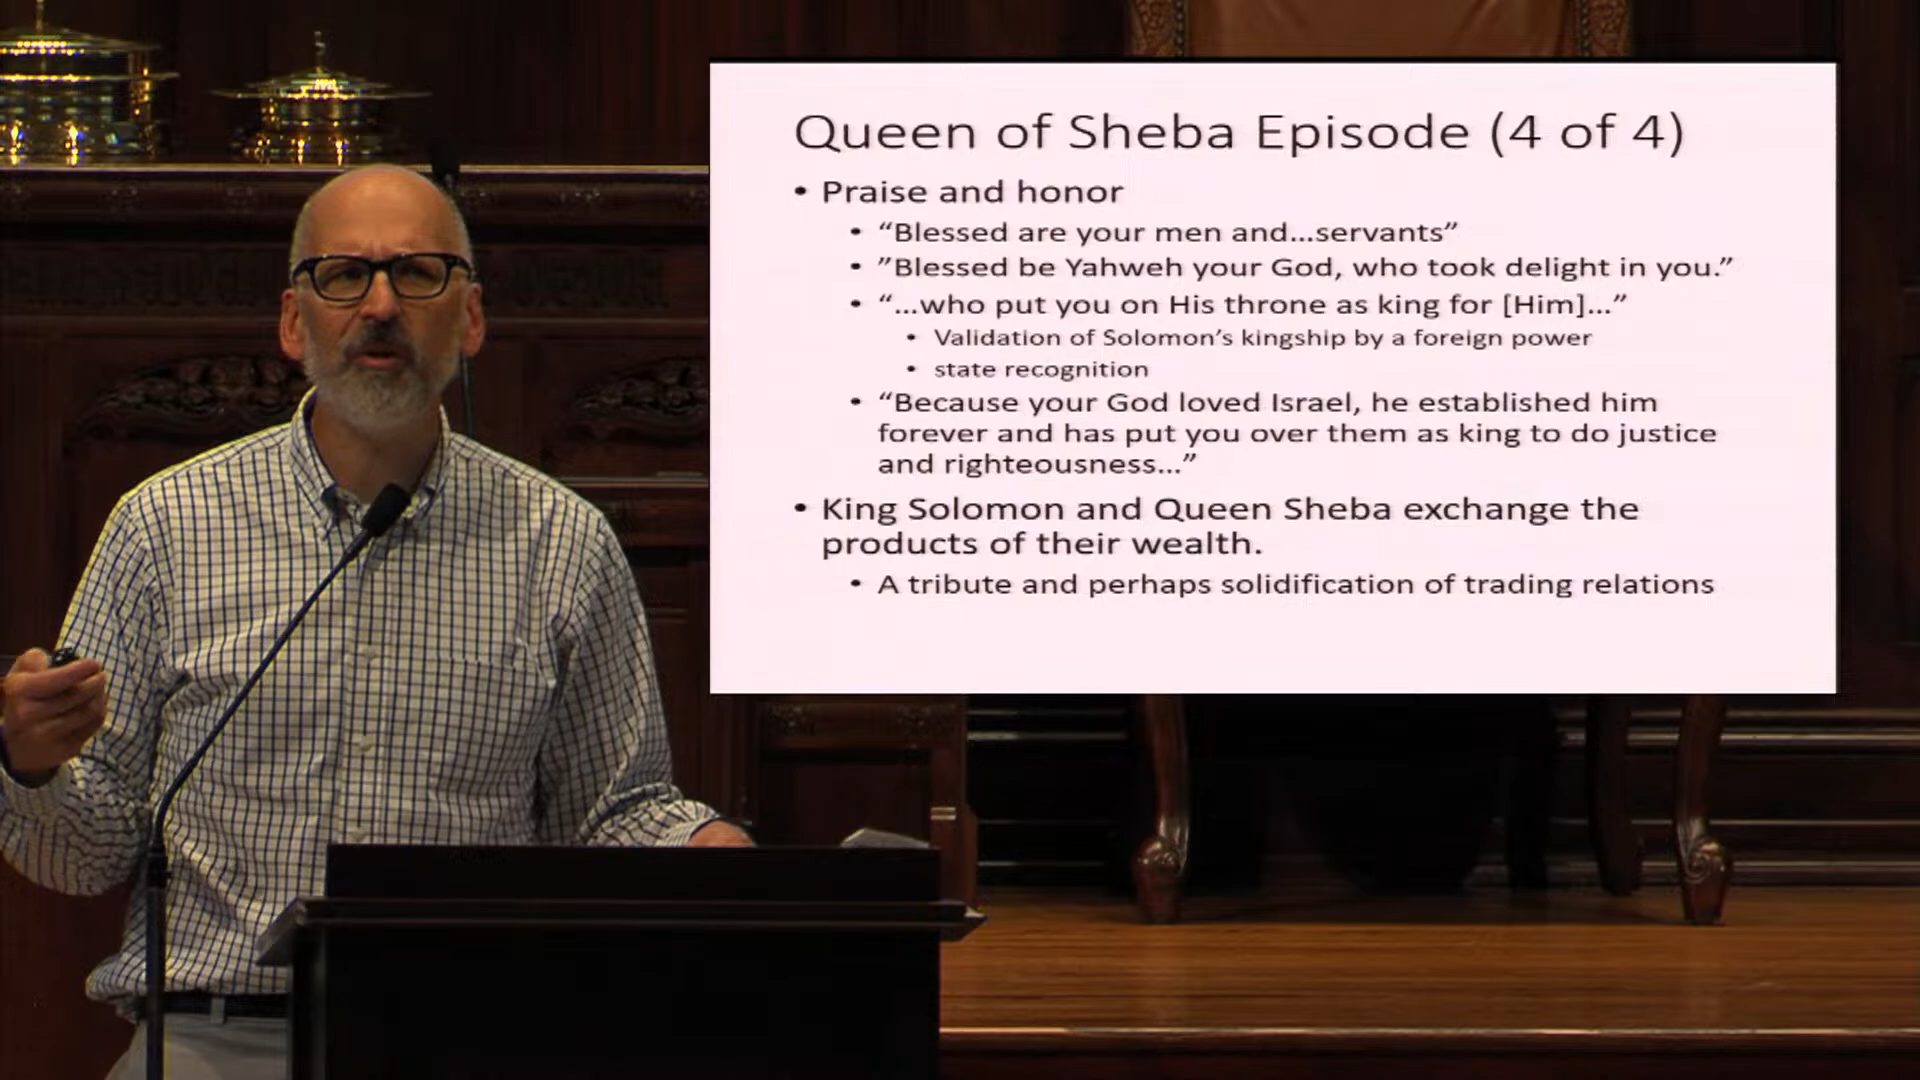 Queen of Sheba Episode (4 of 4)
• Praise and honor
• “Blessed are your men and…servants”
• ”Blessed be Yahweh your God, who took delight in you.”
• “…who put you on His throne as king for [Him]…”
• Validation of Solomon’s kingship by a foreign power
• state recognition
• “Because your God loved Israel, he established him
forever and has put you over them as king to do justice
and righteousness…”
• King Solomon and Queen Sheba exchange the
products of their wealth.
• A tribute and perhaps solidification of trading relations